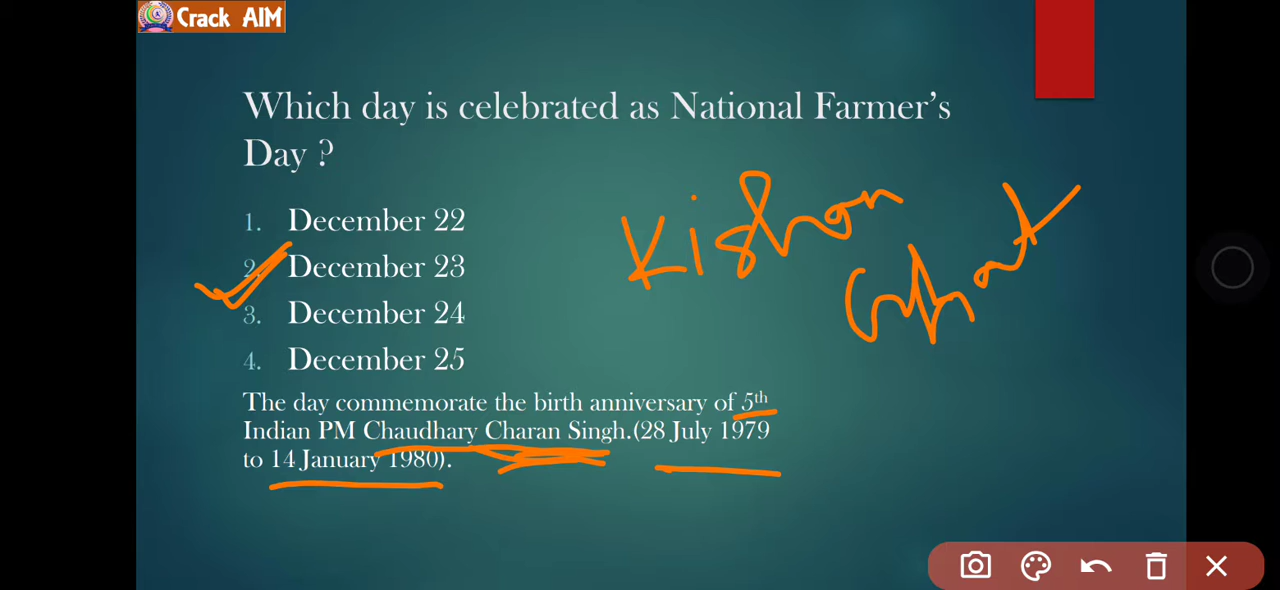 Crack AIM
Which day is celebrated as National Farmer's
Day ?
1. December 22
2. December 23
3. December 24
4. December 25
Kishan
Ghat
The day commemorate the birth anniversary of 5th
Indian PM Chaudhary Charan Singh.(28 July 1979
to 14 January 1980).